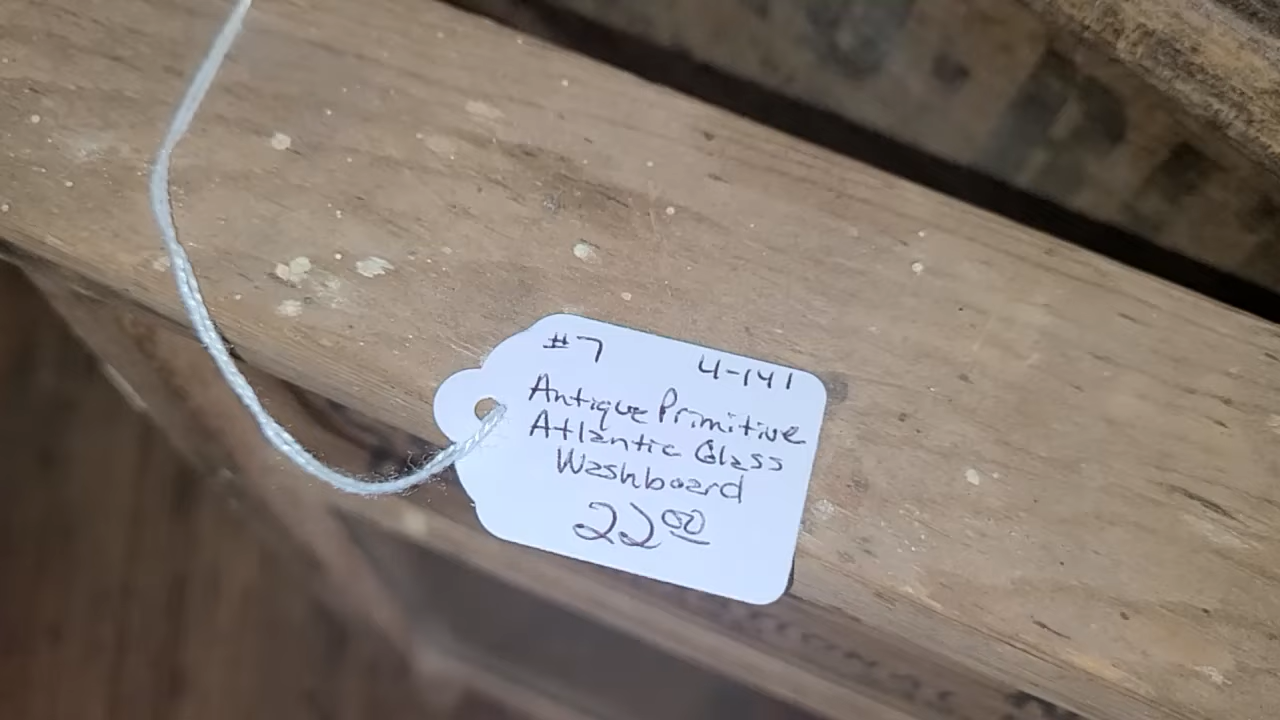 #7 4-141
Antique Primitive
Atlantic Glass
Washboard
22 00